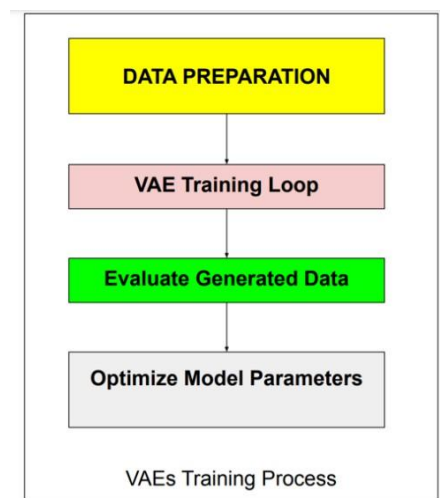 DATA PREPARATION
VAE Training Loop
Evaluate Generated Data
Optimize Model Parameters
VAEs Training Process